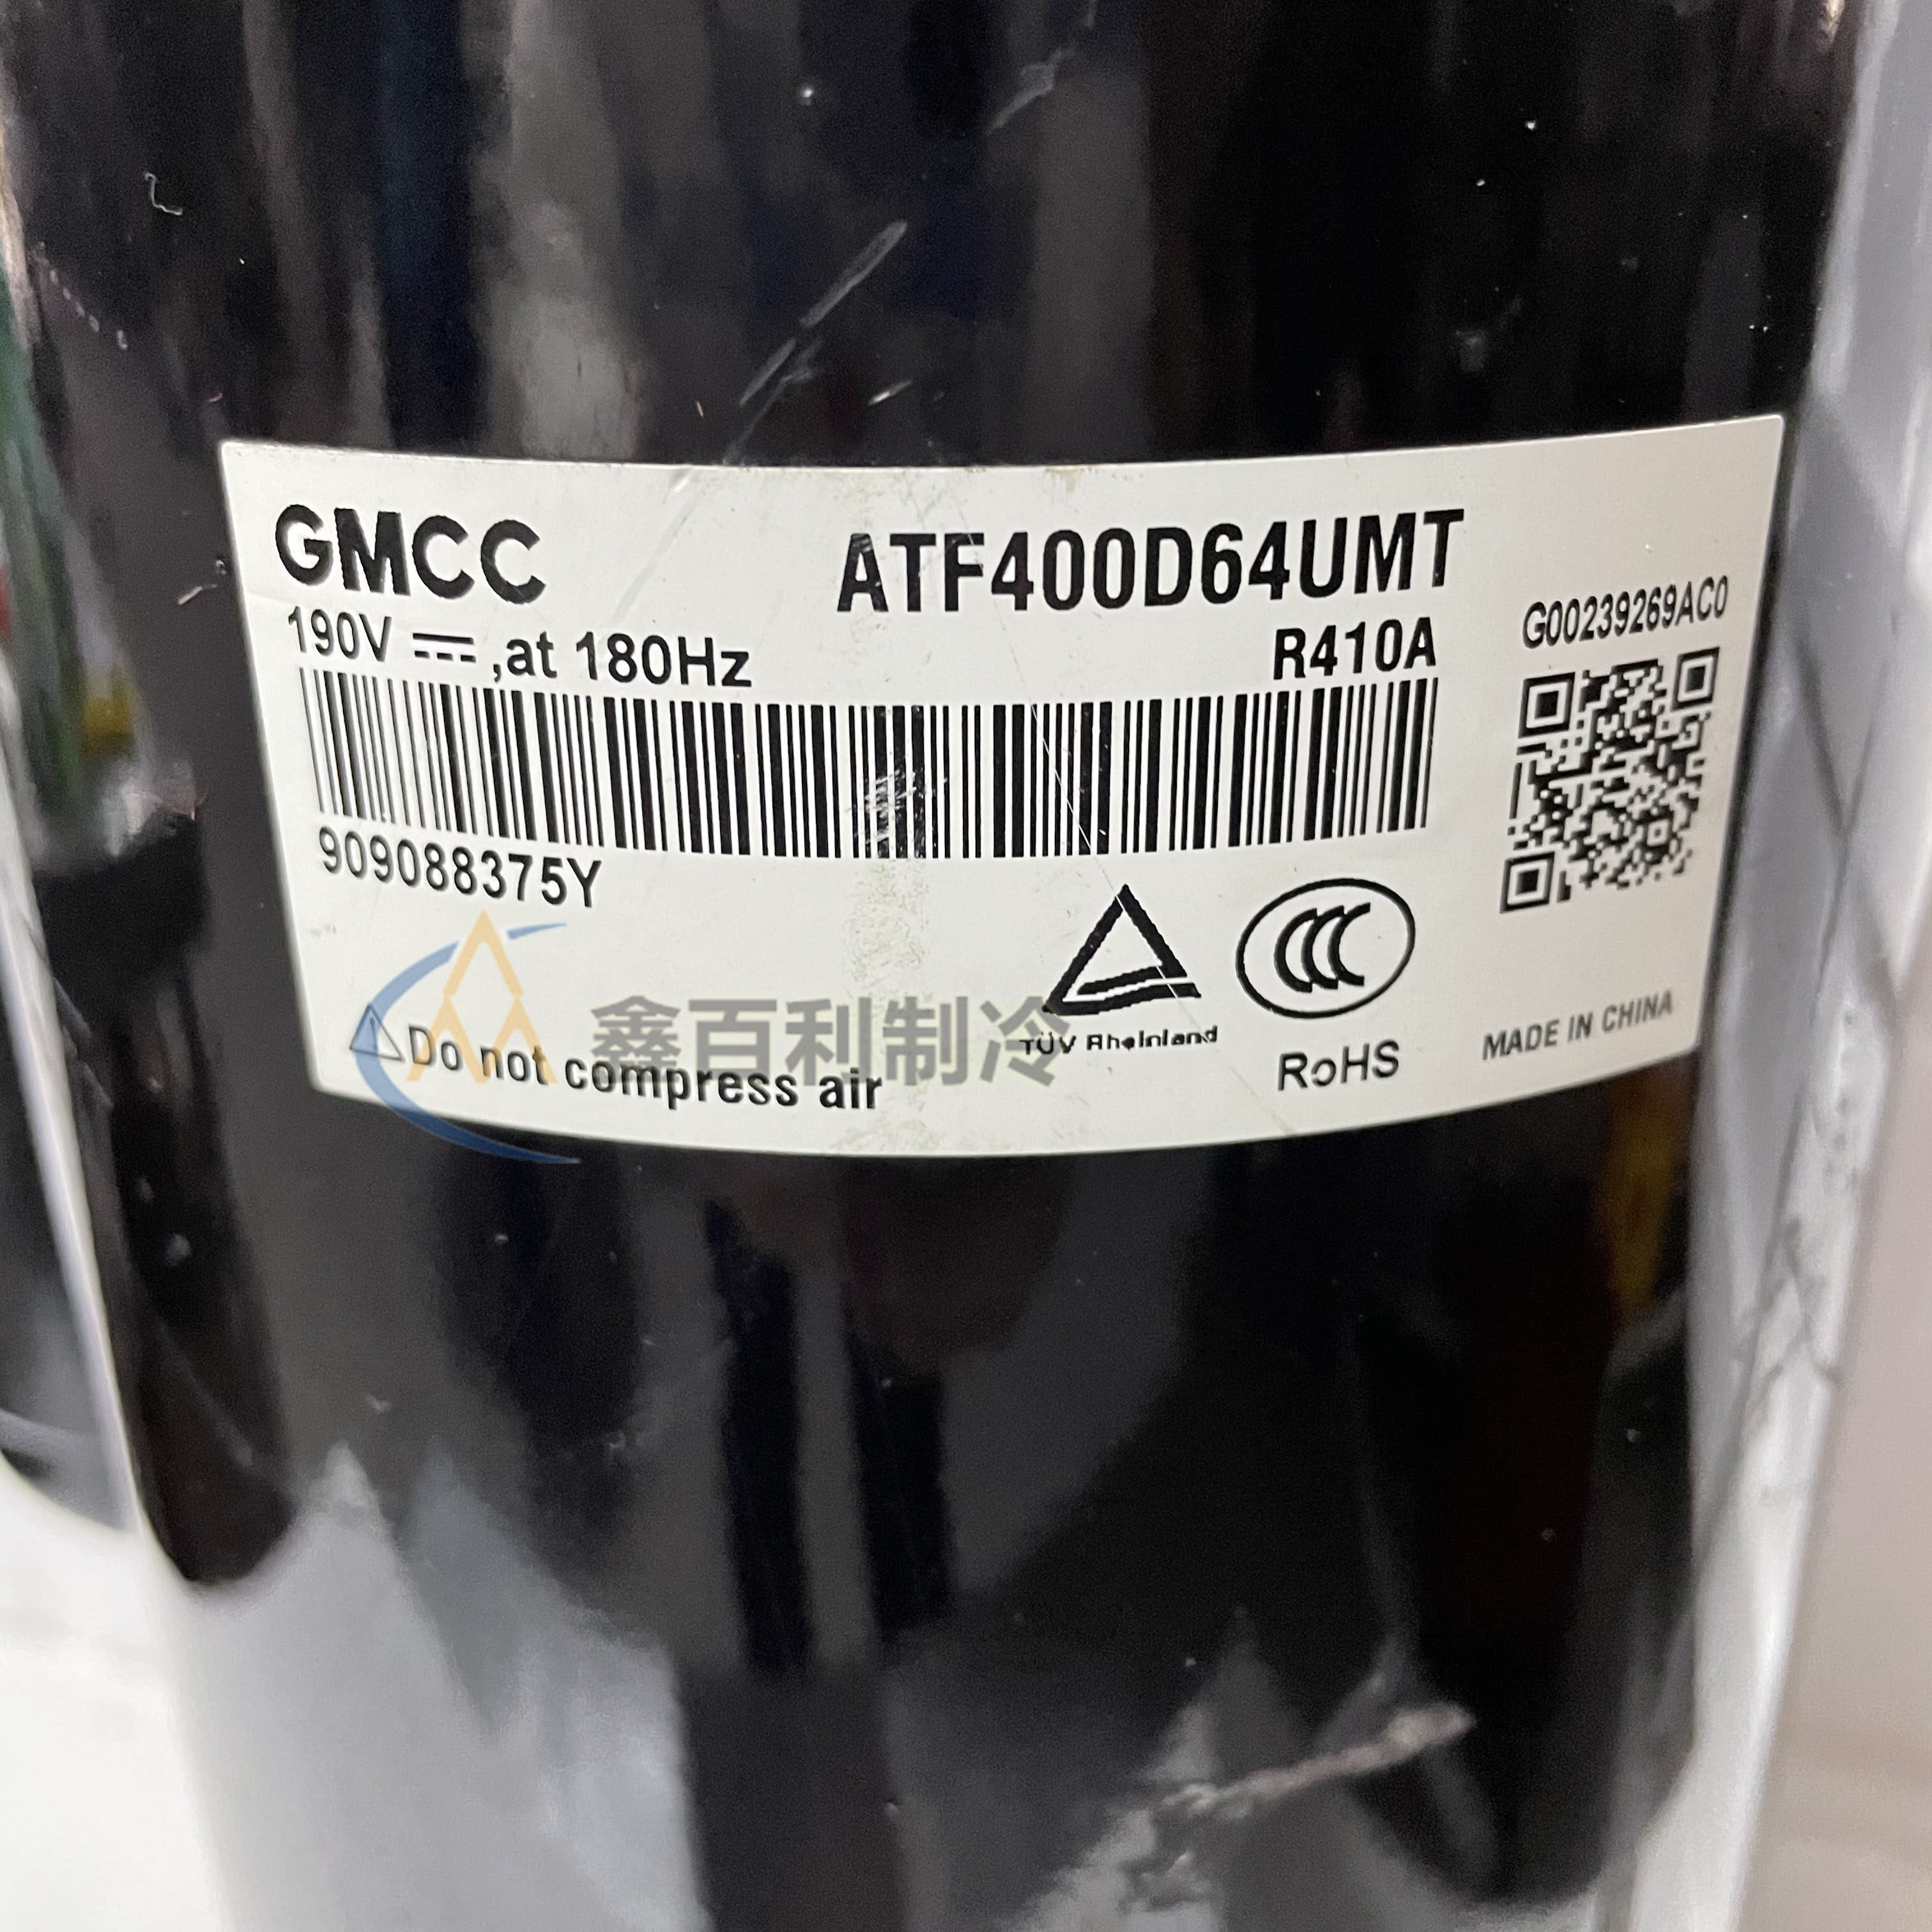 GMCC
ATF400D64UMT
190V ⎓ ,at 180Hz
R410A
G00239269AC0
909088375Y
TÜV Rheinland
RoHS
MADE IN CHINA
⚠Do not compress air
鑫百利制冷